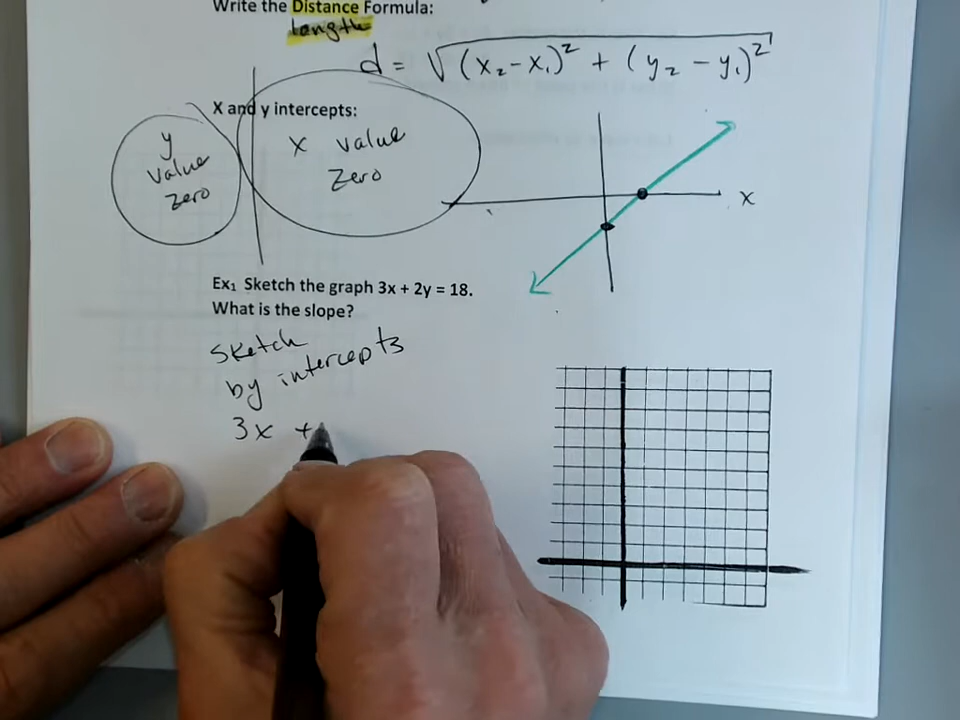 Write the Distance Formula:
Length
d = √(x₂-x₁)² + (y₂-y₁)²
X and y intercepts:
y
value
zero
x value
zero
x
Ex₁ Sketch the graph 3x + 2y = 18.
What is the slope?
Sketch
by intercepts
3x +